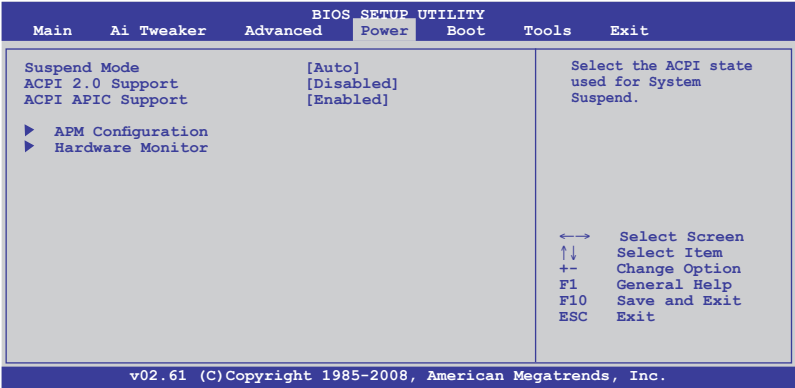 BIOS SETUP UTILITY
Main Ai Tweaker Advanced Power Boot Tools Exit
Suspend Mode [Auto]
ACPI 2.0 Support [Disabled]
ACPI APIC Support [Enabled]
APM Configuration
Hardware Monitor
Select the ACPI state
used for System
Suspend.
←→ Select Screen
↑↓ Select Item
+- Change Option
F1 General Help
F10 Save and Exit
ESC Exit
v02.61 (C)Copyright 1985-2008, American Megatrends, Inc.